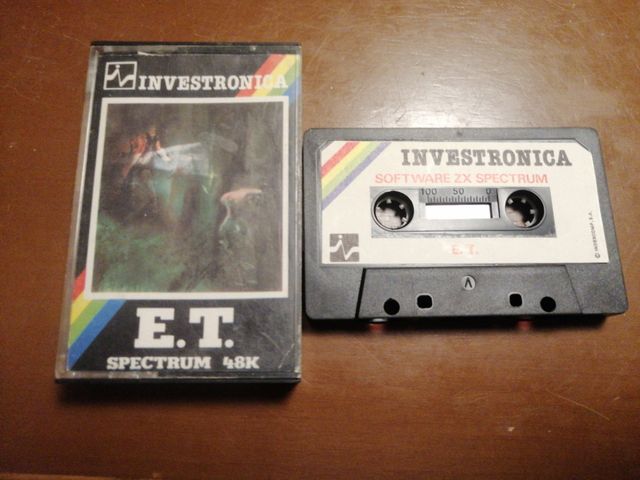 INVESTRONICA
E.T.
SPECTRUM 48K
INVESTRONICA
SOFTWARE ZX SPECTRUM
100 50 0
E.T.
A